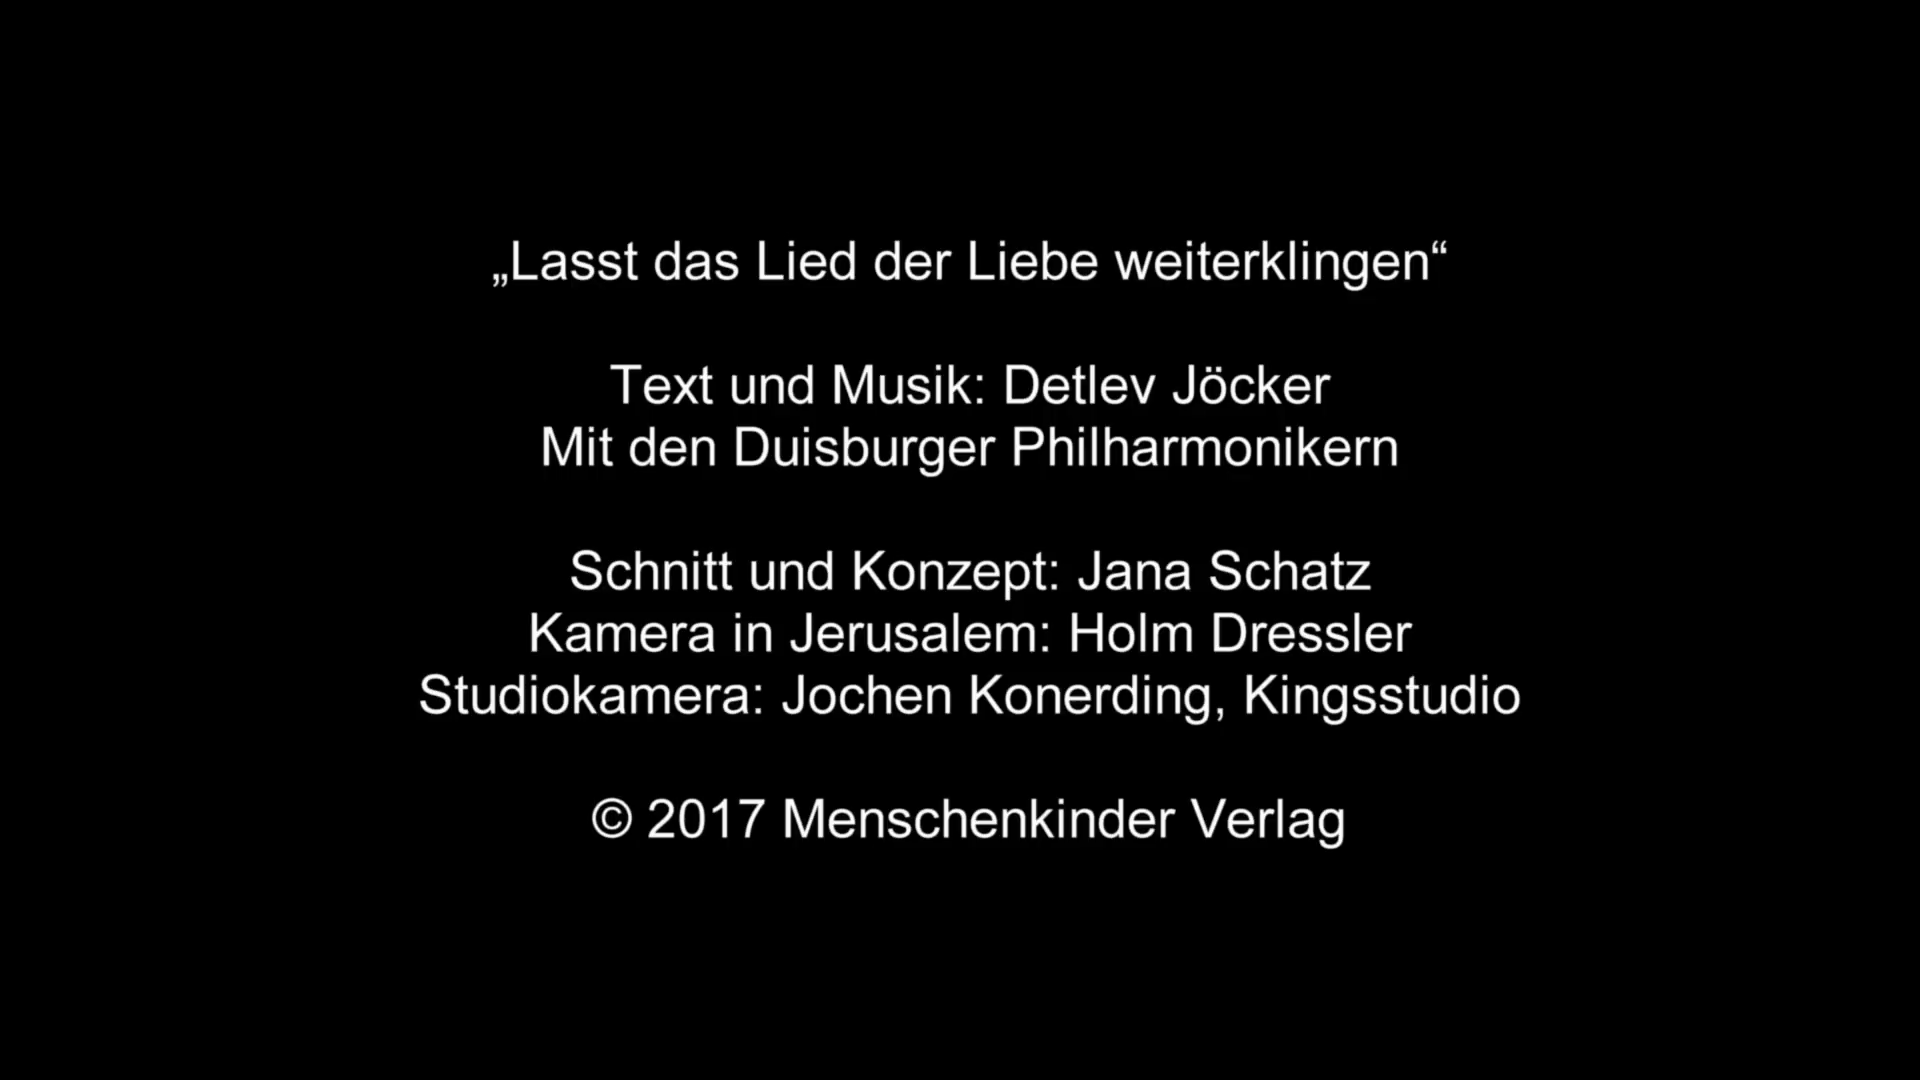 „Lasst das Lied der Liebe weiterklingen“
Text und Musik: Detlev Jöcker
Mit den Duisburger Philharmonikern
Schnitt und Konzept: Jana Schatz
Kamera in Jerusalem: Holm Dressler
Studiokamera: Jochen Konerding, Kingsstudio
© 2017 Menschenkinder Verlag